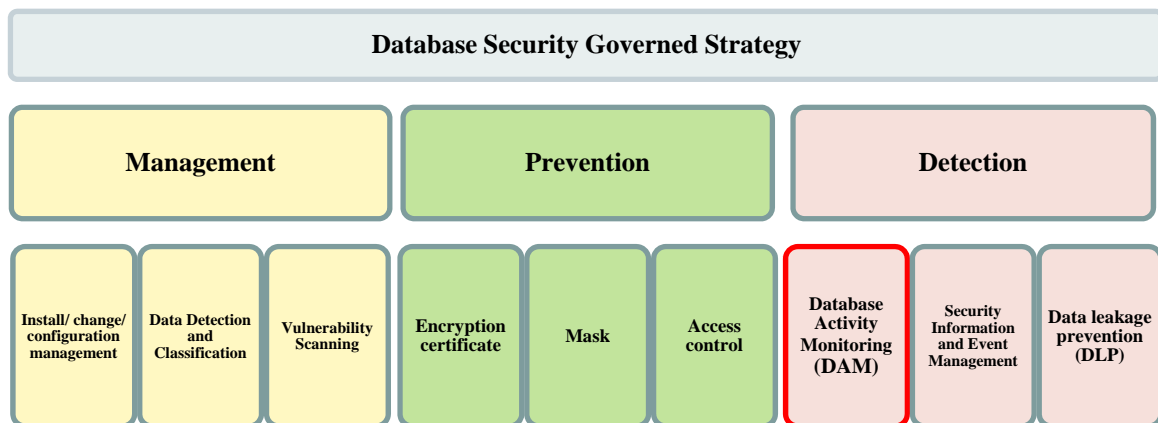 Database Security Governed Strategy
Management
Prevention
Detection
Install/ change/
configuration
management
Data Detection
and
Classification
Vulnerability
Scanning
Encryption
certificate
Mask
Access
control
Database
Activity
Monitoring
(DAM)
Security
Information
and Event
Management
Data leakage
prevention
(DLP)